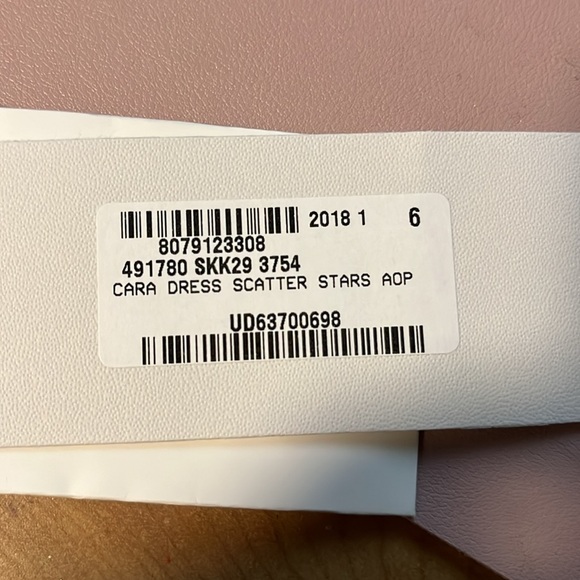 2018 1 6
8079123308
491780 SKK29 3754
CARA DRESS SCATTER STARS AOP
UD63700698